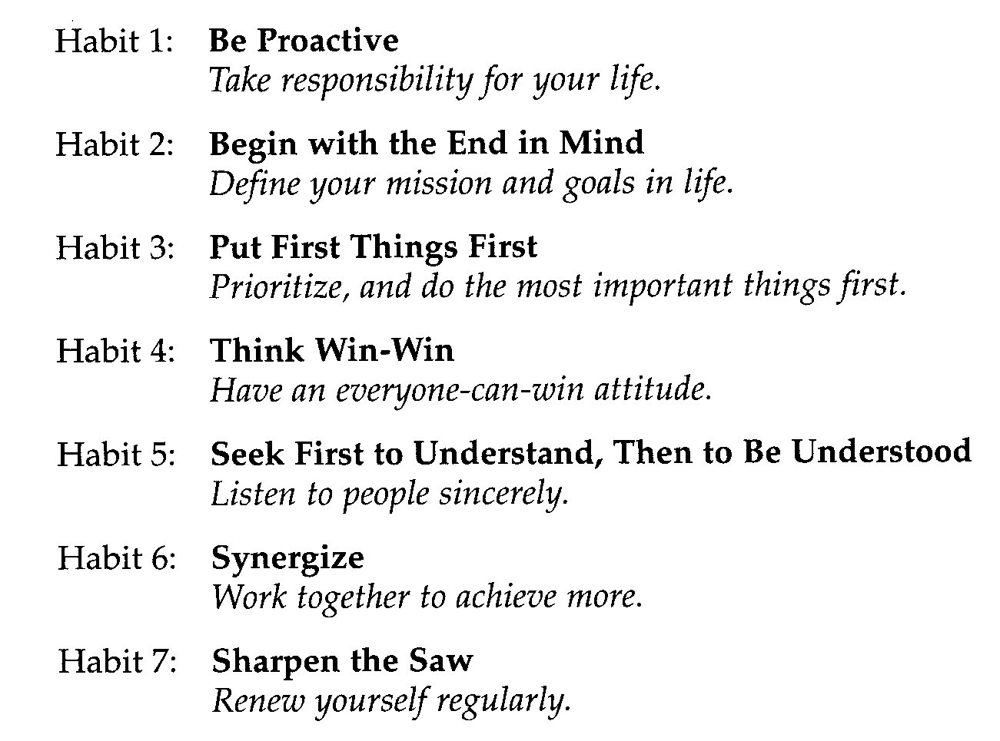 Habit 1: Be Proactive
Take responsibility for your life.
Habit 2: Begin with the End in Mind
Define your mission and goals in life.
Habit 3: Put First Things First
Prioritize, and do the most important things first.
Habit 4: Think Win-Win
Have an everyone-can-win attitude.
Habit 5: Seek First to Understand, Then to Be Understood
Listen to people sincerely.
Habit 6: Synergize
Work together to achieve more.
Habit 7: Sharpen the Saw
Renew yourself regularly.